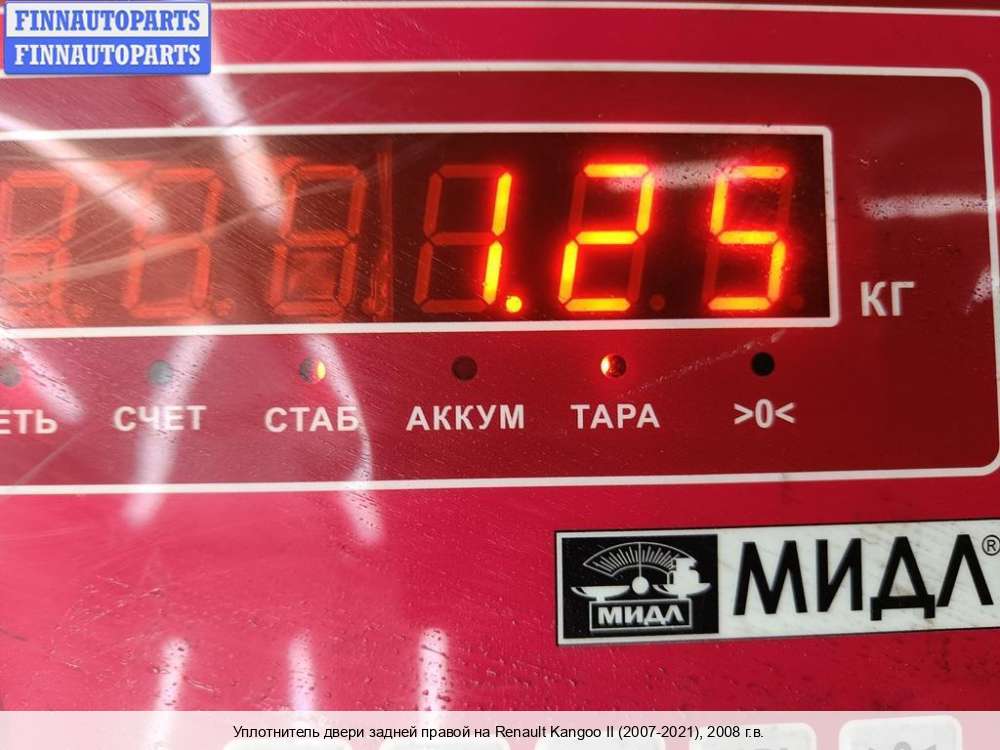 FINNAUTOPARTS
FINNAUTOPARTS
1.25
КГ
ЕТЬ СЧЕТ СТАБ АККУМ ТАРА >0<
МИДЛ МИДЛ®
Уплотнитель двери задней правой на Renault Kangoo II (2007-2021), 2008 г.в.